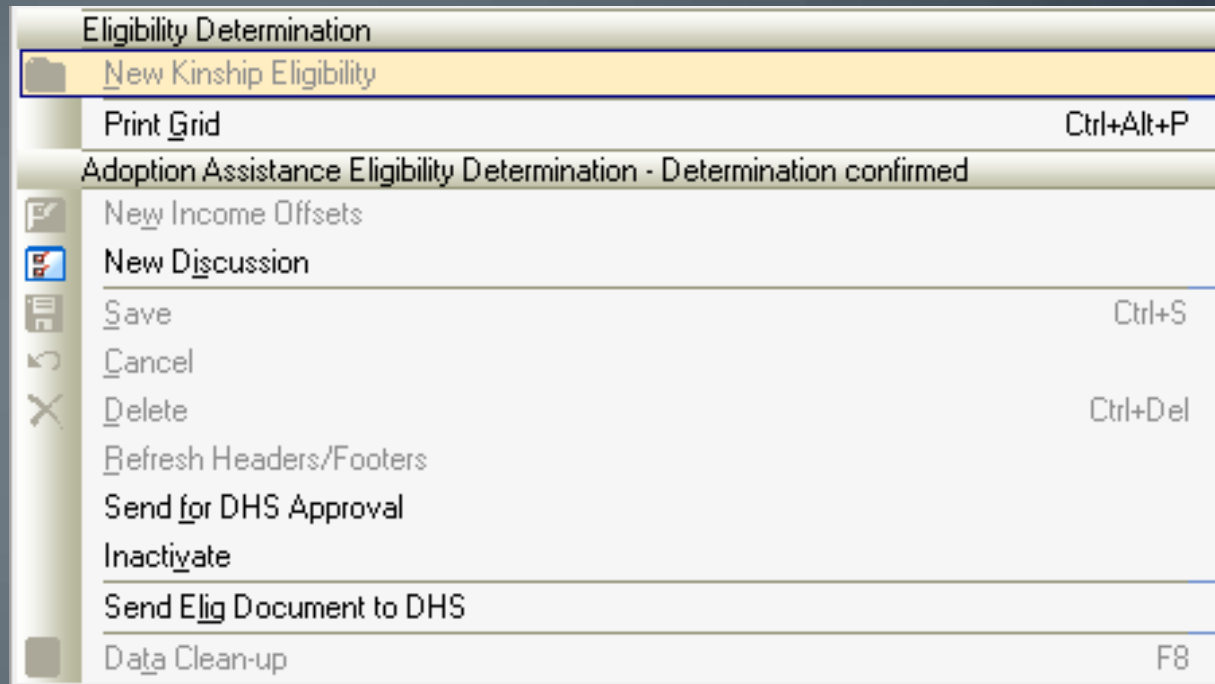 Eligibility Determination
New Kinship Eligibility
Print Grid Ctrl+Alt+P
Adoption Assistance Eligibility Determination - Determination confirmed
New Income Offsets
New Discussion
Save Ctrl+S
Cancel
Delete Ctrl+Del
Refresh Headers/Footers
Send for DHS Approval
Inactivate
Send Elig Document to DHS
Data Clean-up F8